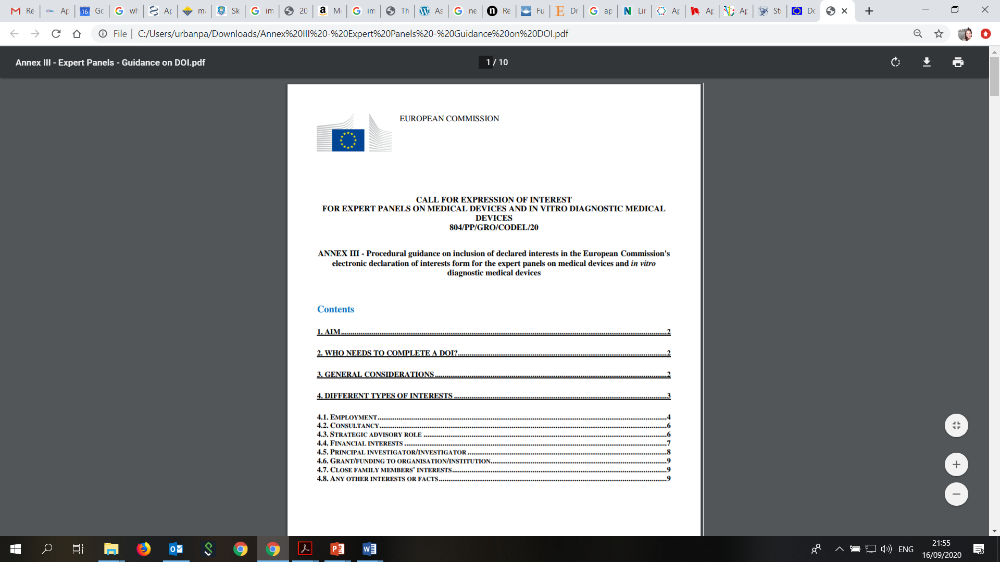 Re
Ap
16
Go
wh
Ap
m
Sk
im
20
a
M
im
Th
As
ne
n
Re
Fu
E
Dr
ap
N
Lir
Ap
Ap
Ap
Stu
Do
File
C:/Users/urbanpa/Downloads/Annex%20III%20-%20Expert%20Panels%20-%20Guidance%20on%20DOI.pdf
Annex III - Expert Panels - Guidance on DOI.pdf
1 / 10
EUROPEAN COMMISSION
CALL FOR EXPRESSION OF INTEREST
FOR EXPERT PANELS ON MEDICAL DEVICES AND IN VITRO DIAGNOSTIC MEDICAL
DEVICES
804/PP/GRO/CODEL/20
ANNEX III - Procedural guidance on inclusion of declared interests in the European Commission's
electronic declaration of interests form for the expert panels on medical devices and in vitro
diagnostic medical devices
Contents
1. AIM 2
2. WHO NEEDS TO COMPLETE A DOI? 2
3. GENERAL CONSIDERATIONS 2
4. DIFFERENT TYPES OF INTERESTS 3
4.1. EMPLOYMENT 4
4.2. CONSULTANCY 6
4.3. STRATEGIC ADVISORY ROLE 6
4.4. FINANCIAL INTERESTS 7
4.5. PRINCIPAL INVESTIGATOR/INVESTIGATOR 8
4.6. GRANT/FUNDING TO ORGANISATION/INSTITUTION 9
4.7. CLOSE FAMILY MEMBERS' INTERESTS 9
4.8. ANY OTHER INTERESTS OR FACTS 9
ENG
21:55
16/09/2020